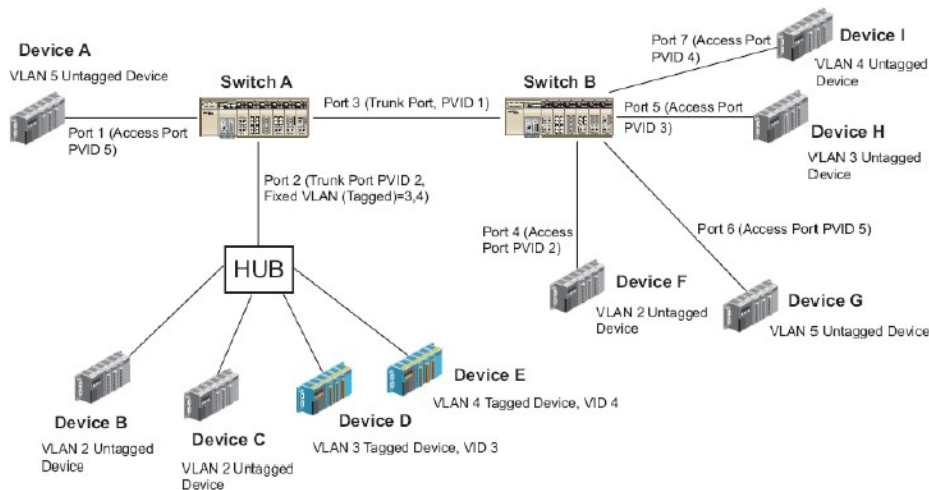 Device A
VLAN 5 Untagged Device
Switch A
Port 1 (Access Port
PVID 5)
Port 3 (Trunk Port, PVID 1)
Switch B
Port 7 (Access Port
PVID 4)
Device I
VLAN 4 Untagged
Device
Port 5 (Access Port
PVID 3)
Device H
VLAN 3 Untagged
Device
Port 2 (Trunk Port PVID 2,
Fixed VLAN (Tagged)=3,4)
HUB
Port 4 (Access
Port PVID 2)
Port 6 (Access Port PVID 5)
Device F
VLAN 2 Untagged
Device
Device G
VLAN 5 Untagged Device
Device B
VLAN 2 Untagged
Device
Device C
VLAN 2 Untagged
Device
Device D
VLAN 3 Tagged Device, VID 3
Device E
VLAN 4 Tagged Device, VID 4